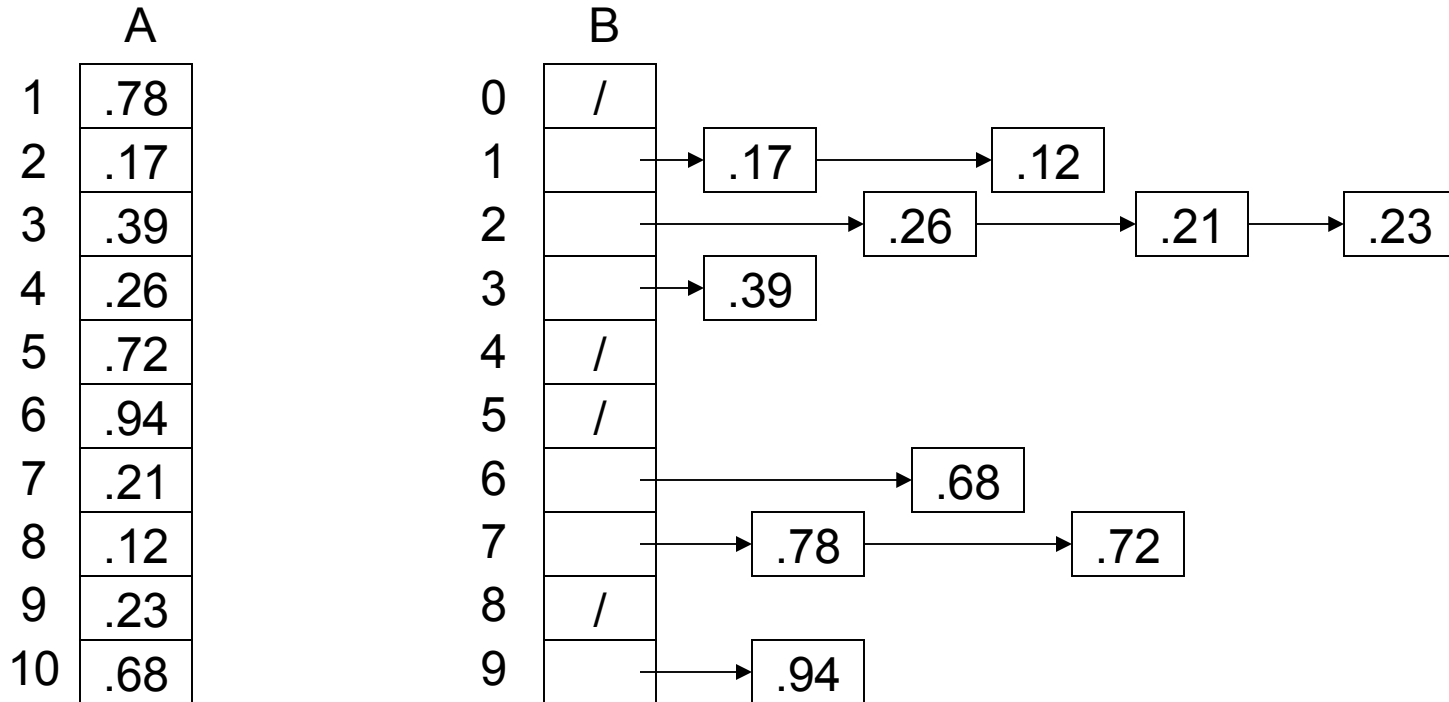 A B
1 .78 0 /
2 .17 1 .17 .12
3 .39 2 .26 .21 .23
4 .26 3 .39
5 .72 4 /
6 .94 5 /
7 .21 6 .68
8 .12 7 .78 .72
9 .23 8 /
10 .68 9 .94